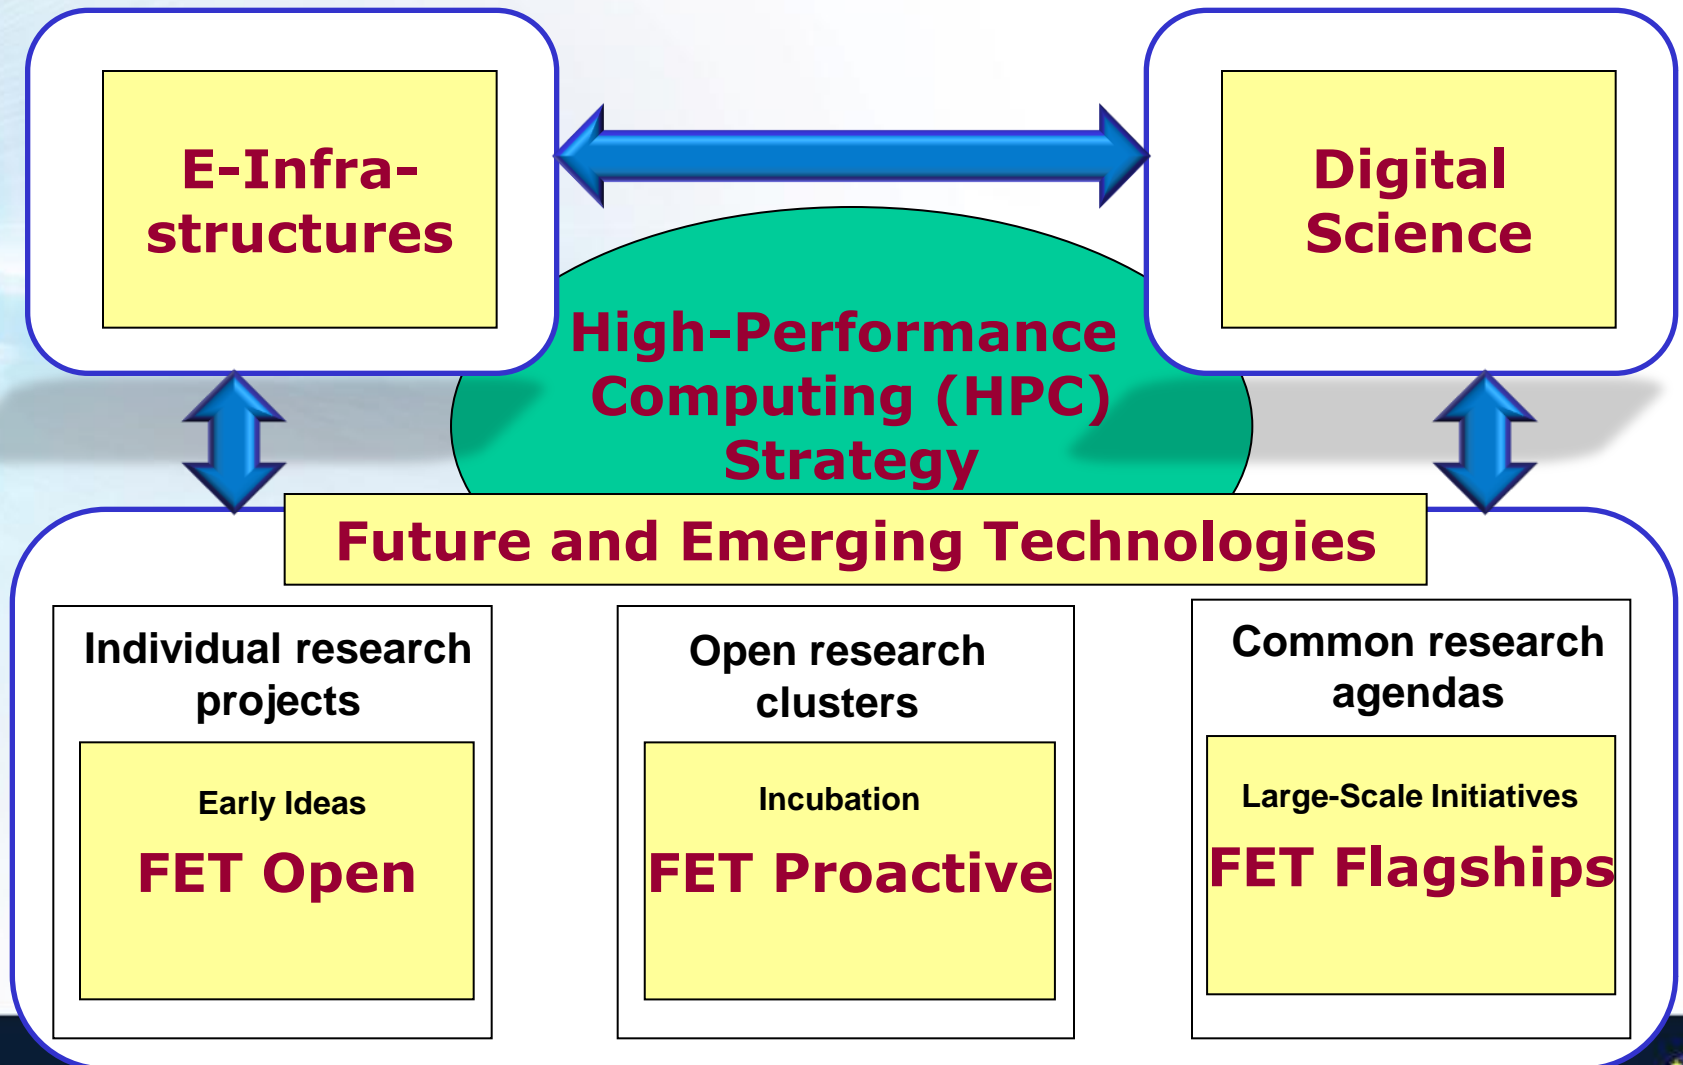 E-Infra-
structures
Digital
Science
High-Performance
Computing (HPC)
Strategy
Future and Emerging Technologies
Individual research
projects
Early Ideas
FET Open
Open research
clusters
Incubation
FET Proactive
Common research
agendas
Large-Scale Initiatives
FET Flagships